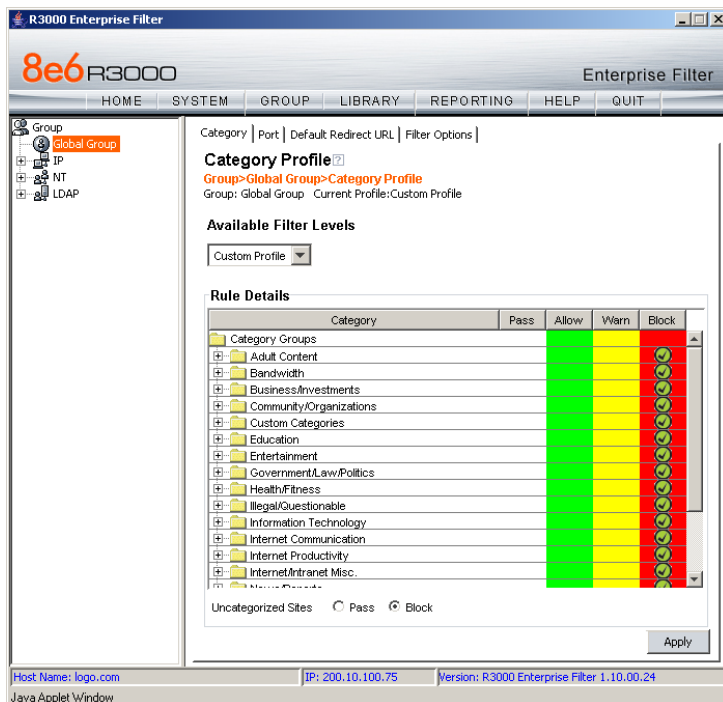 R3000 Enterprise Filter
8e6 R3000
Enterprise Filter
HOME SYSTEM GROUP LIBRARY REPORTING HELP QUIT
Group
Global Group
IP
NT
LDAP
Category Port Default Redirect URL Filter Options
Category Profile ?
Group>Global Group>Category Profile
Group: Global Group Current Profile:Custom Profile
Available Filter Levels
Custom Profile
Rule Details
Category Pass Allow Warn Block
Category Groups
Adult Content
Bandwidth
Business/Investments
Community/Organizations
Custom Categories
Education
Entertainment
Government/Law/Politics
Health/Fitness
Illegal/Questionable
Information Technology
Internet Communication
Internet Productivity
Internet/Intranet Misc.
News/Reports
Uncategorized Sites Pass Block
Apply
Host Name: logo.com IP: 200.10.100.75 Version: R3000 Enterprise Filter 1.10.00.24
Java Applet Window